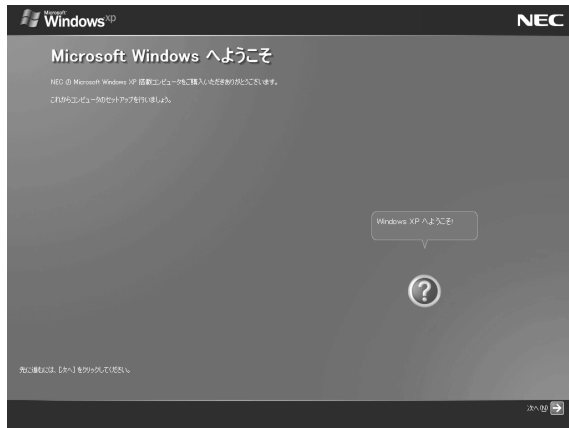 Microsoft
Windows xp
NEC
Microsoft Windows へようこそ
NEC の Microsoft Windows XP 搭載コンピュータをご購入いただきありがとうございます。
これからコンピュータのセットアップを行いましょう。
Windows XP へようこそ!
?
先に進むには、[次へ] をクリックしてください。
次へ(N)